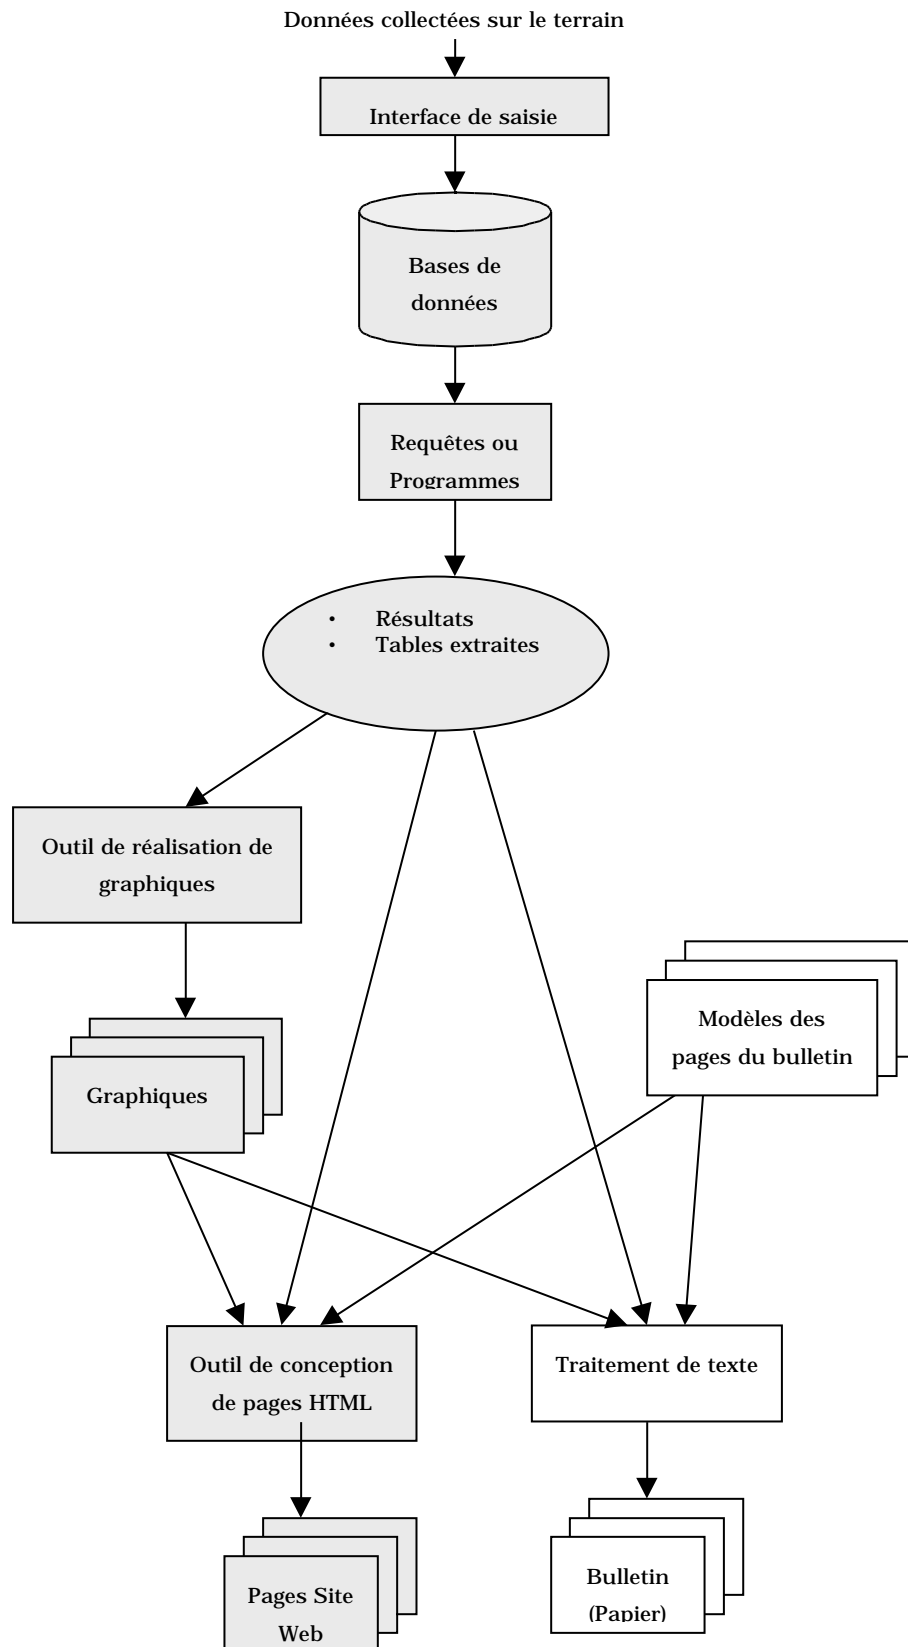 Données collectées sur le terrain
Interface de saisie
Bases de
données
Requêtes ou
Programmes
• Résultats
• Tables extraites
Outil de réalisation de
graphiques
Modèles des
pages du bulletin
Graphiques
Outil de conception
de pages HTML
Traitement de texte
Pages Site
Web
Bulletin
(Papier)